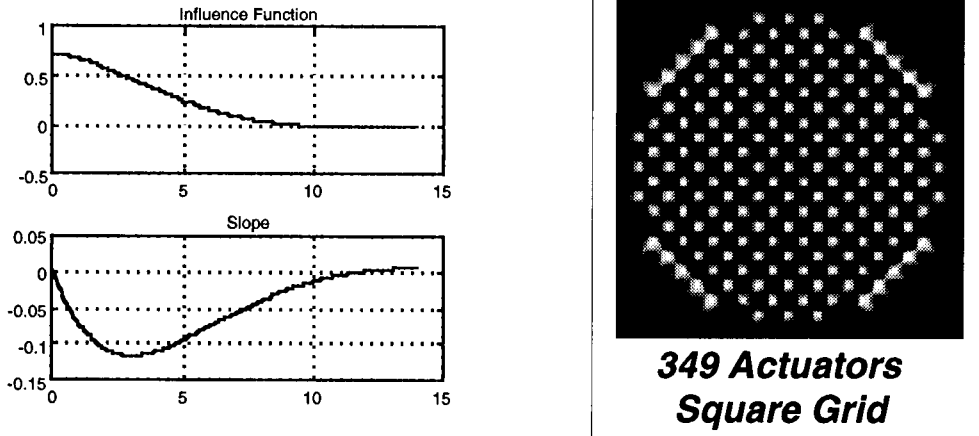 Influence Function
1
0.5
0
-0.5
0 5 10 15
Slope
0.05
0
-0.05
-0.1
-0.15
0 5 10 15
349 Actuators
Square Grid